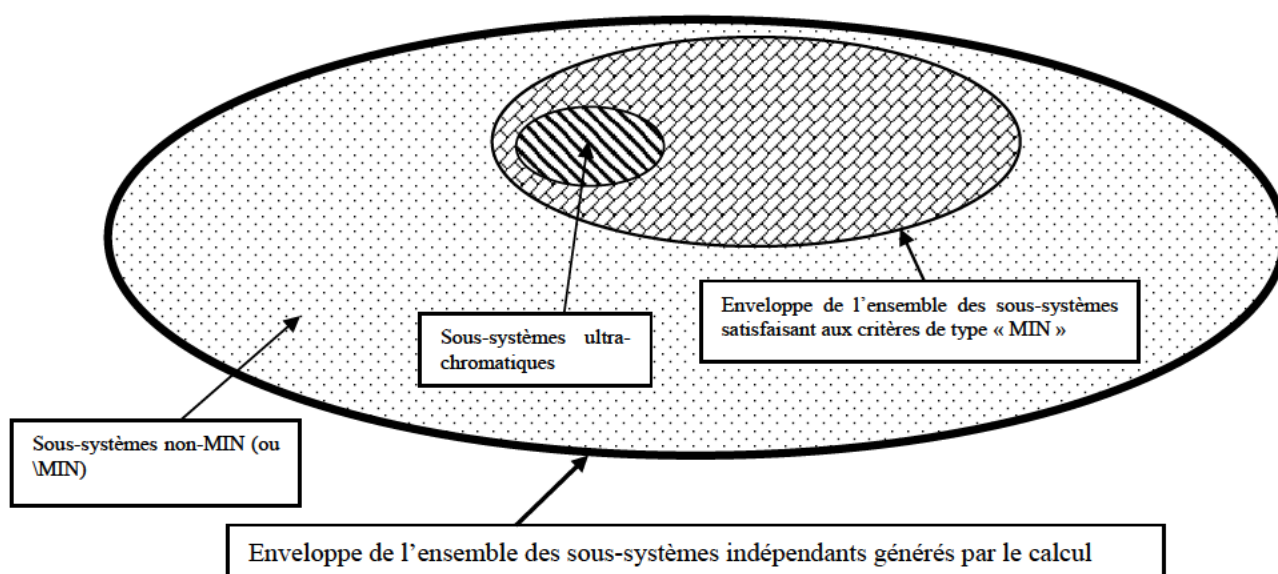 Enveloppe de l’ensemble des sous-systèmes
satisfaisant aux critères de type « MIN »
Sous-systèmes ultra-
chromatiques
Sous-systèmes non-MIN (ou
\MIN)
Enveloppe de l’ensemble des sous-systèmes indépendants générés par le calcul